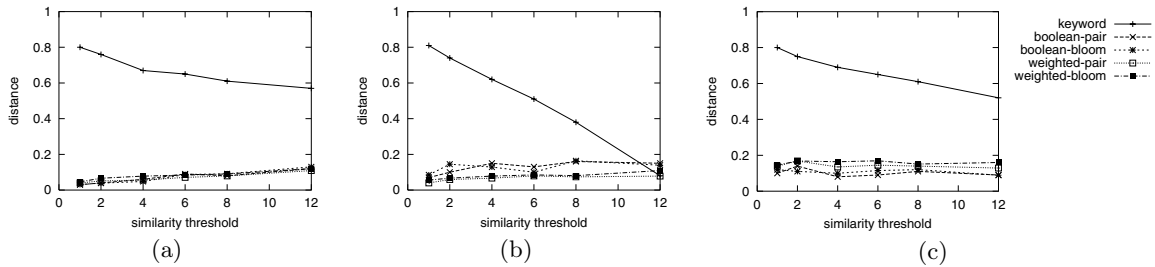 1
0.8
0.6
0.4
0.2
0
0 2 4 6 8 10 12
distance
similarity threshold
(a)
1
0.8
0.6
0.4
0.2
0
0 2 4 6 8 10 12
distance
similarity threshold
(b)
1
0.8
0.6
0.4
0.2
0
0 2 4 6 8 10 12
distance
similarity threshold
(c)
keyword
boolean-pair
boolean-bloom
weighted-pair
weighted-bloom